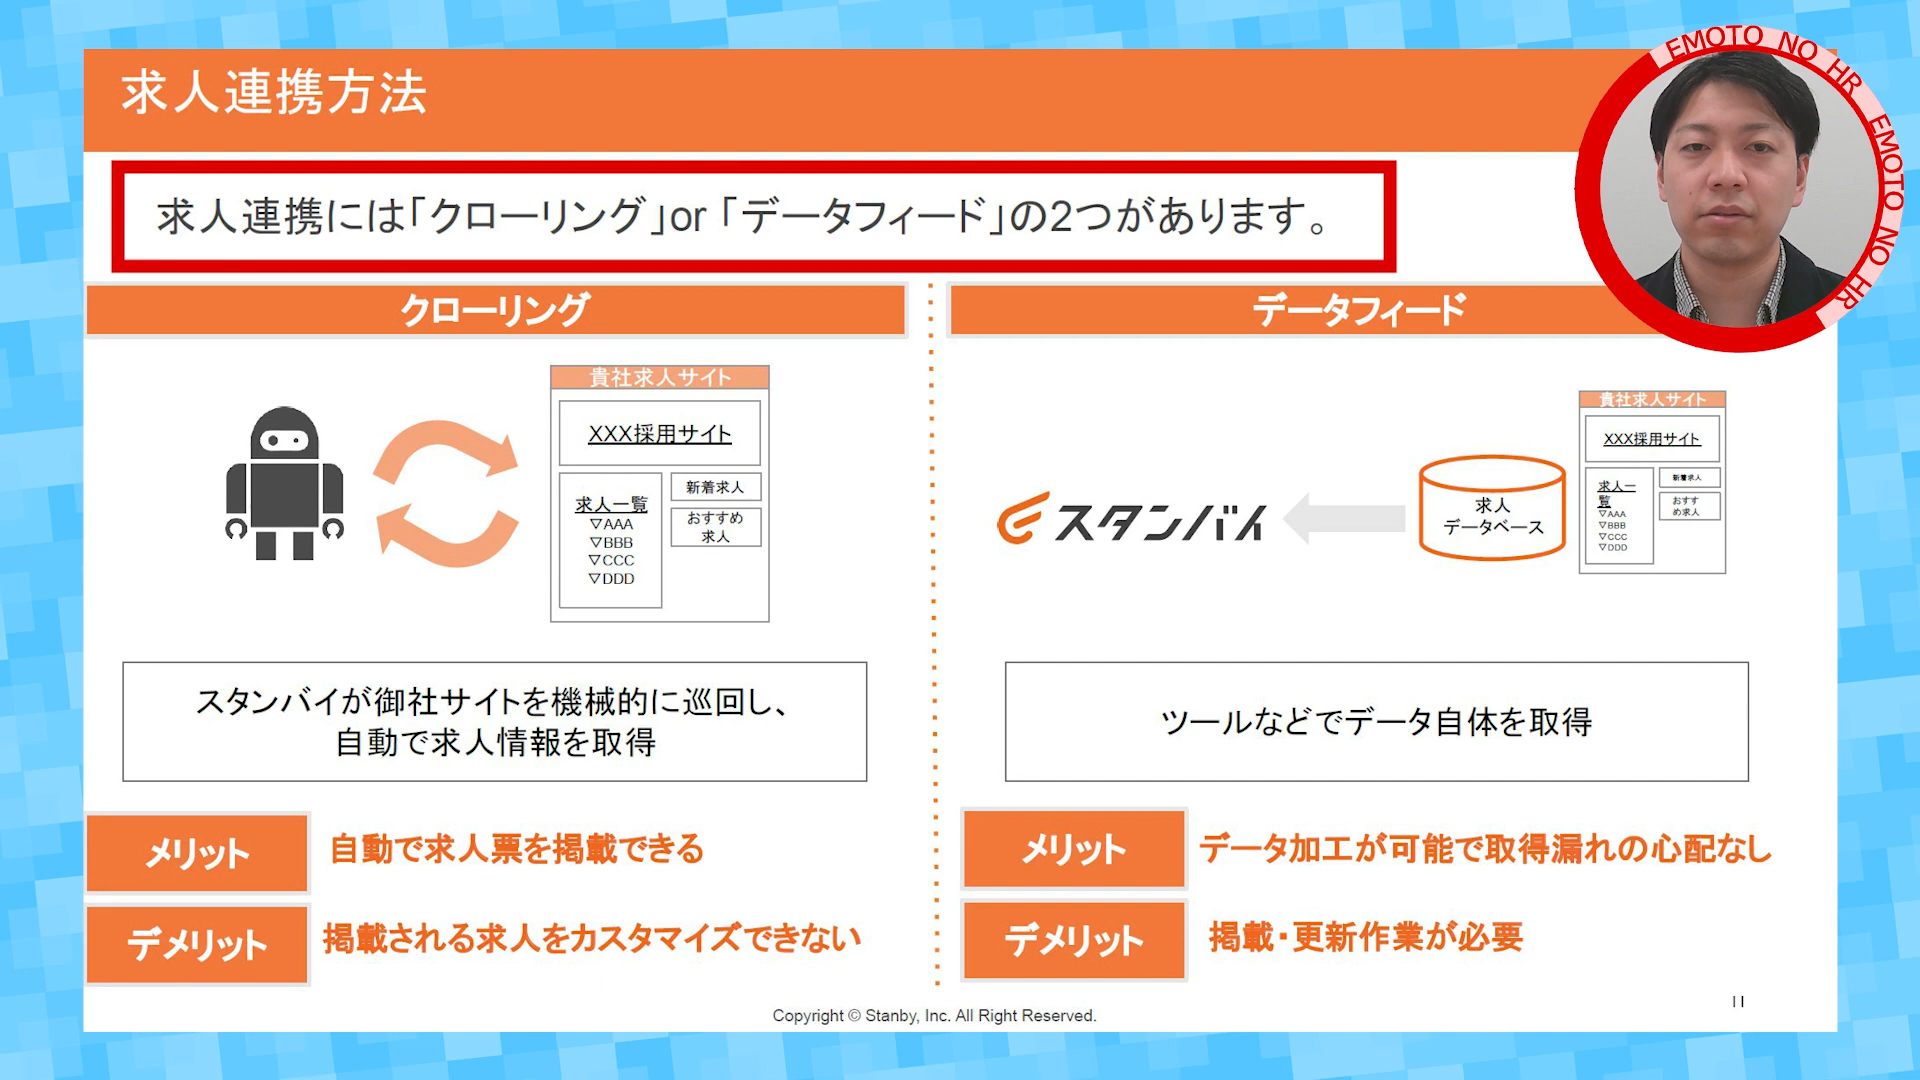 求人連携方法
EMOTO NO HR EMOTO NO HR
求人連携には「クローリング」or「データフィード」の2つがあります。
クローリング
貴社求人サイト
XXX採用サイト
求人一覧
▽AAA
▽BBB
▽CCC
▽DDD
新着求人
おすすめ
求人
スタンバイが御社サイトを機械的に巡回し、
自動で求人情報を取得
メリット
自動で求人票を掲載できる
デメリット
掲載される求人をカスタマイズできない
データフィード
スタンバイ
求人
データベース
貴社求人サイト
XXX採用サイト
求人一
覧
▽AAA
▽BBB
▽CCC
▽DDD
新着求人
おすす
め求人
ツールなどでデータ自体を取得
メリット
データ加工が可能で取得漏れの心配なし
デメリット
掲載・更新作業が必要
11
Copyright © Stanby, Inc. All Right Reserved.